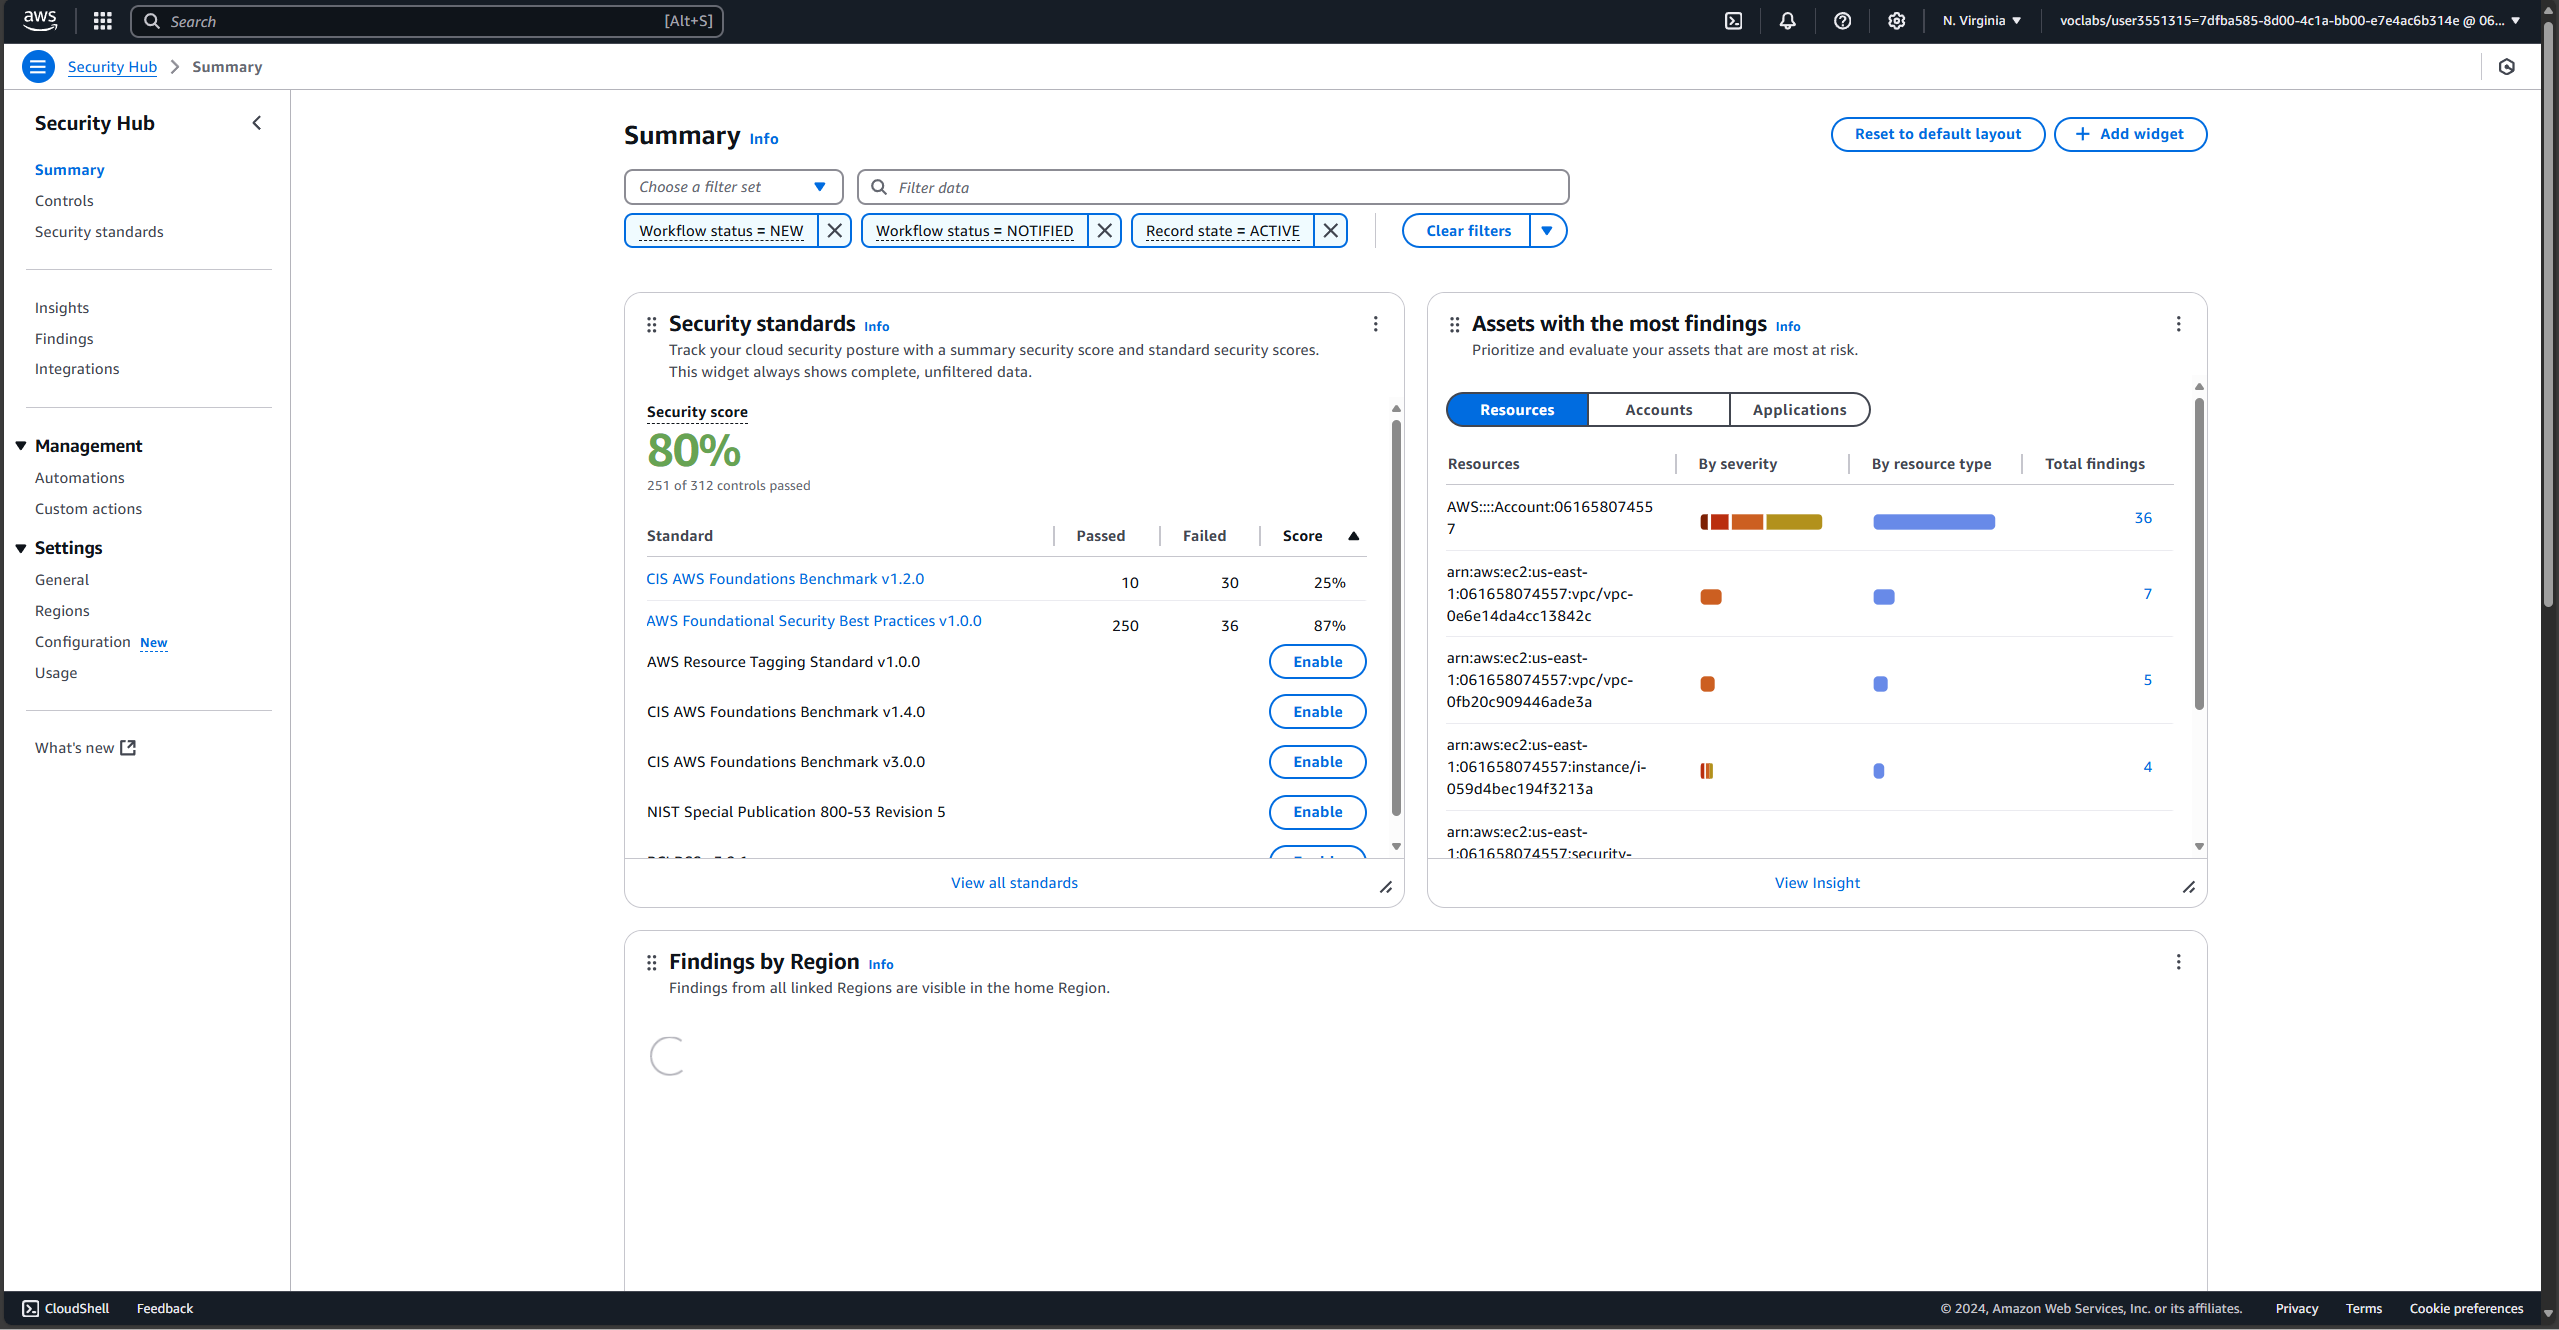 aws
Search
[Alt+S]
N. Virginia
voclabs/user3551315=7dfba585-8d00-4c1a-bb00-e7e4ac6b314e @ 06...
Security Hub
Summary
Security Hub
Summary
Controls
Security standards
Insights
Findings
Integrations
Management
Automations
Custom actions
Settings
General
Regions
Configuration New
Usage
What's new
Summary Info
Reset to default layout
Add widget
Choose a filter set
Filter data
Workflow status = NEW
Workflow status = NOTIFIED
Record state = ACTIVE
Clear filters
Security standards Info
Track your cloud security posture with a summary security score and standard security scores.
This widget always shows complete, unfiltered data.
Security score
80%
251 of 312 controls passed
Standard Passed Failed Score
CIS AWS Foundations Benchmark v1.2.0 10 30 25%
AWS Foundational Security Best Practices v1.0.0 250 36 87%
AWS Resource Tagging Standard v1.0.0 Enable
CIS AWS Foundations Benchmark v1.4.0 Enable
CIS AWS Foundations Benchmark v3.0.0 Enable
NIST Special Publication 800-53 Revision 5 Enable
View all standards
Assets with the most findings Info
Prioritize and evaluate your assets that are most at risk.
Resources Accounts Applications
Resources By severity By resource type Total findings
AWS::::Account:06165807455
7
36
arn:aws:ec2:us-east-
1:061658074557:vpc/vpc-
0e6e14da4cc13842c
7
arn:aws:ec2:us-east-
1:061658074557:vpc/vpc-
0fb20c909446ade3a
5
arn:aws:ec2:us-east-
1:061658074557:instance/i-
059d4bec194f3213a
4
arn:aws:ec2:us-east-
1:061658074557:security-
View Insight
Findings by Region Info
Findings from all linked Regions are visible in the home Region.
CloudShell
Feedback
© 2024, Amazon Web Services, Inc. or its affiliates.
Privacy
Terms
Cookie preferences